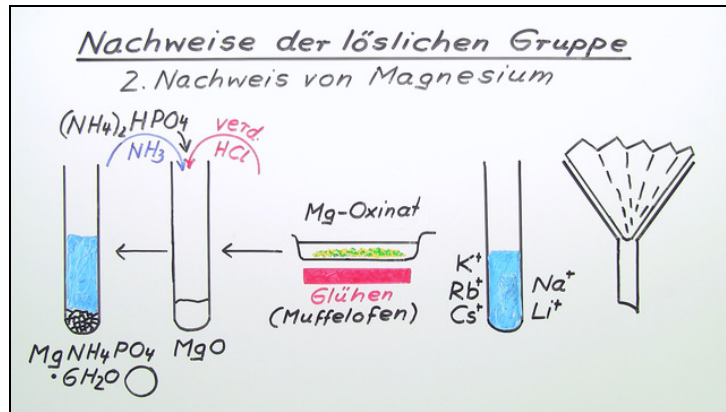 Nachweise der löslichen Gruppe
2. Nachweis von Magnesium
(NH4)2HPO4
verd.
NH3
HCl
Mg-Oxinat
K+
Rb+
Cs+
Na+
Li+
Glühen
(Muffelofen)
MgNH4PO4
·6H2O
MgO